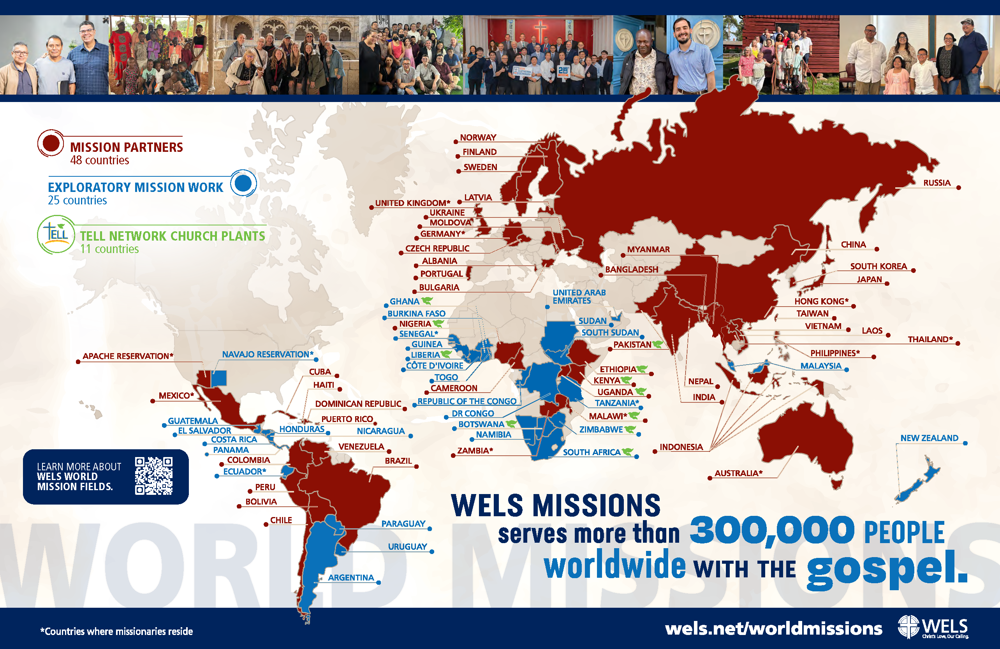 MISSION PARTNERS
48 countries
EXPLORATORY MISSION WORK
25 countries
TELL
TELL NETWORK CHURCH PLANTS
11 countries
NORWAY
FINLAND
SWEDEN
RUSSIA
LATVIA
UNITED KINGDOM*
UKRAINE
MOLDOVA
GERMANY*
CZECH REPUBLIC
ALBANIA
PORTUGAL
BULGARIA
MYANMAR
BANGLADESH
CHINA
SOUTH KOREA
JAPAN
UNITED ARAB
EMIRATES
GHANA
BURKINA FASO
NIGERIA
SENEGAL*
GUINEA
LIBERIA
CÔTE D'IVOIRE
TOGO
CAMEROON
REPUBLIC OF THE CONGO
DR CONGO
BOTSWANA
NAMIBIA
ZAMBIA*
SUDAN
SOUTH SUDAN
PAKISTAN
ETHIOPIA
KENYA
UGANDA
TANZANIA*
MALAWI*
ZIMBABWE
SOUTH AFRICA
HONG KONG*
TAIWAN
VIETNAM
LAOS
THAILAND*
PHILIPPINES*
MALAYSIA
NEPAL
INDIA
INDONESIA
AUSTRALIA*
NEW ZEALAND
APACHE RESERVATION*
NAVAJO RESERVATION*
CUBA
HAITI
MEXICO*
DOMINICAN REPUBLIC
PUERTO RICO
GUATEMALA
EL SALVADOR
HONDURAS
NICARAGUA
COSTA RICA
PANAMA
VENEZUELA
COLOMBIA
BRAZIL
ECUADOR*
PERU
BOLIVIA
CHILE
PARAGUAY
URUGUAY
ARGENTINA
LEARN MORE ABOUT
WELS WORLD
MISSION FIELDS.
WELS MISSIONS
serves more than 300,000 PEOPLE
worldwide WITH THE gospel.
WORLD MISSIONS
*Countries where missionaries reside
wels.net/worldmissions
WELS
Christ's Love, Our Calling.